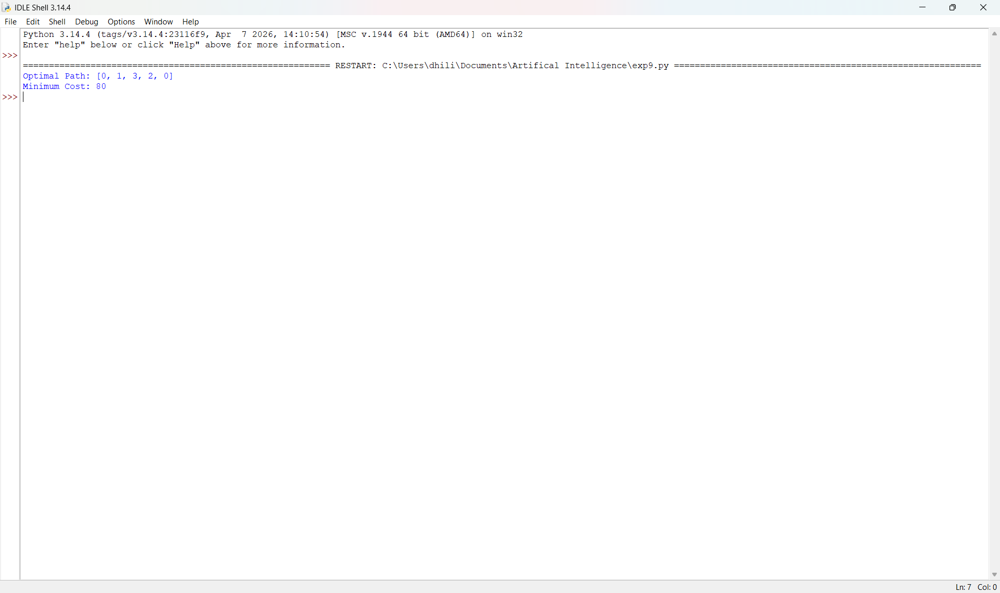 IDLE Shell 3.14.4
File Edit Shell Debug Options Window Help
Python 3.14.4 (tags/v3.14.4:23116f9, Apr  7 2026, 14:10:54) [MSC v.1944 64 bit (AMD64)] on win32
Enter "help" below or click "Help" above for more information.
>>>
=========================================================== RESTART: C:\Users\dhili\Documents\Artifical Intelligence\exp9.py ===========================================================
Optimal Path: [0, 1, 3, 2, 0]
Minimum Cost: 80
>>>
Ln: 7 Col: 0